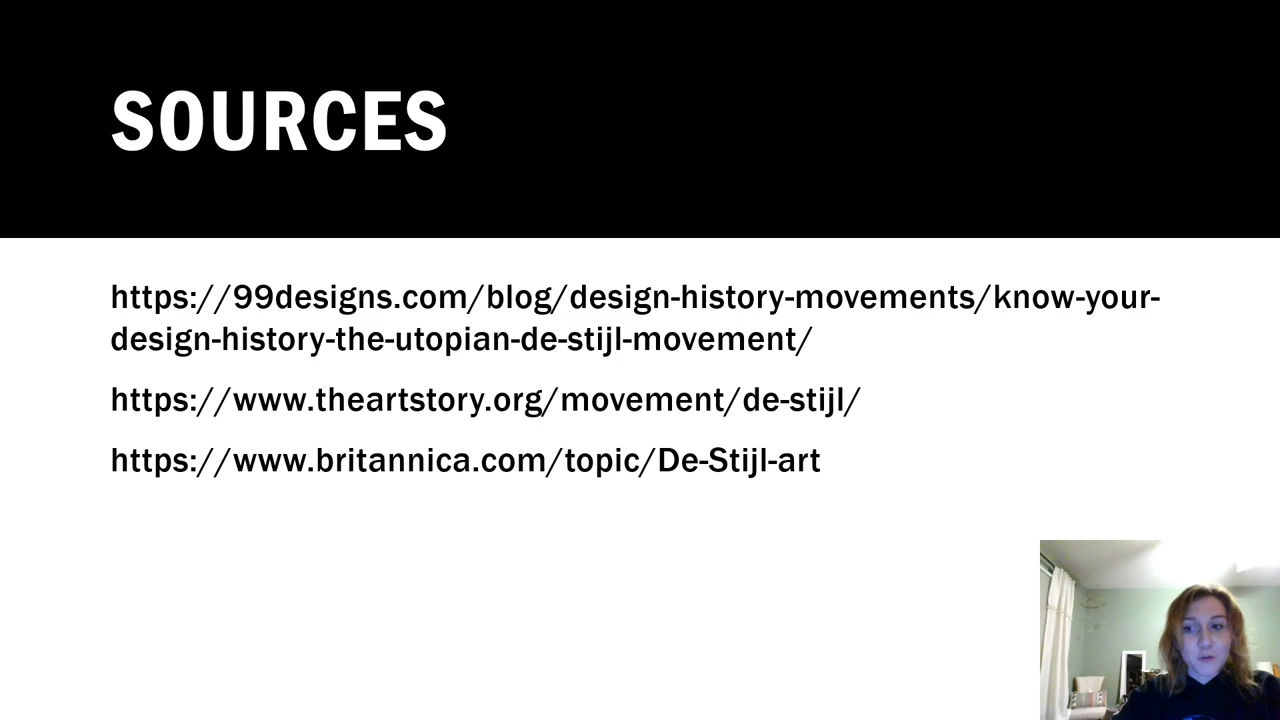 SOURCES
https://99designs.com/blog/design-history-movements/know-your-
design-history-the-utopian-de-stijl-movement/
https://www.theartstory.org/movement/de-stijl/
https://www.britannica.com/topic/De-Stijl-art